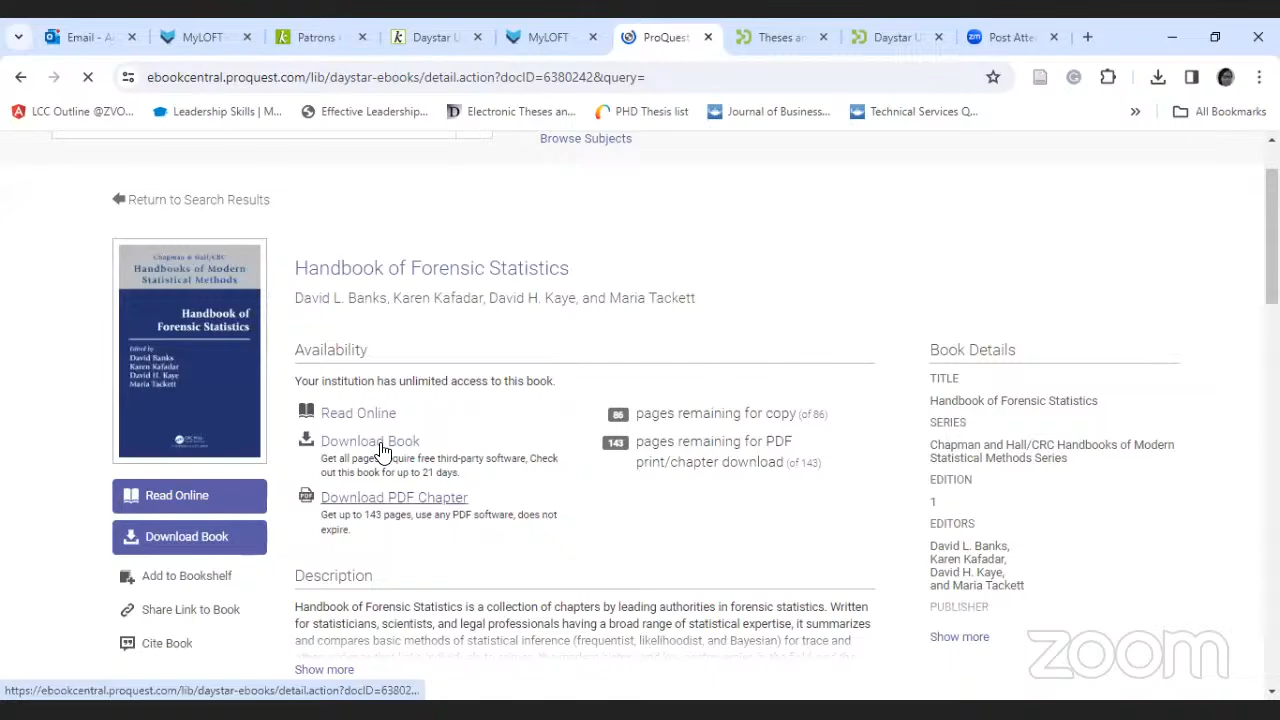 Email - A
MyLOFT
Patrons
Daystar U
MyLOFT
ProQuest
Theses a
Daystar U
Post Atte
ebookcentral.proquest.com/lib/daystar-ebooks/detail.action?docID=6380242&query=
LCC Outline @ZVO...
Leadership Skills | M...
Effective Leadership...
Electronic Theses an...
PHD Thesis list
Journal of Business...
Technical Services Q...
»
All Bookmarks
Browse Subjects
Return to Search Results
Chapman & Hall/CRC
Handbooks of Modern
Statistical Methods
Handbook of
Forensic Statistics
Edited by
David Banks
Karen Kafadar
David H. Kaye
Maria Tackett
CRC Press
Handbook of Forensic Statistics
David L. Banks, Karen Kafadar, David H. Kaye, and Maria Tackett
Availability
Your institution has unlimited access to this book.
Read Online
Download Book
Get all pages, require free third-party software, Check
out this book for up to 21 days.
PDF
Download PDF Chapter
Get up to 143 pages, use any PDF software, does not
expire.
86 pages remaining for copy (of 86)
143 pages remaining for PDF
print/chapter download (of 143)
Read Online
Download Book
Add to Bookshelf
Share Link to Book
Cite Book
Description
Handbook of Forensic Statistics is a collection of chapters by leading authorities in forensic statistics. Written
for statisticians, scientists, and legal professionals having a broad range of statistical expertise, it summarizes
and compares basic methods of statistical inference (frequentist, likelihoodist, and Bayesian) for trace and
Show more
Book Details
TITLE
Handbook of Forensic Statistics
SERIES
Chapman and Hall/CRC Handbooks of Modern
Statistical Methods Series
EDITION
1
EDITORS
David L. Banks,
Karen Kafadar,
David H. Kaye,
and Maria Tackett
PUBLISHER
Show more
zoom
https://ebookcentral.proquest.com/lib/daystar-ebooks/detail.action?docID=63802...